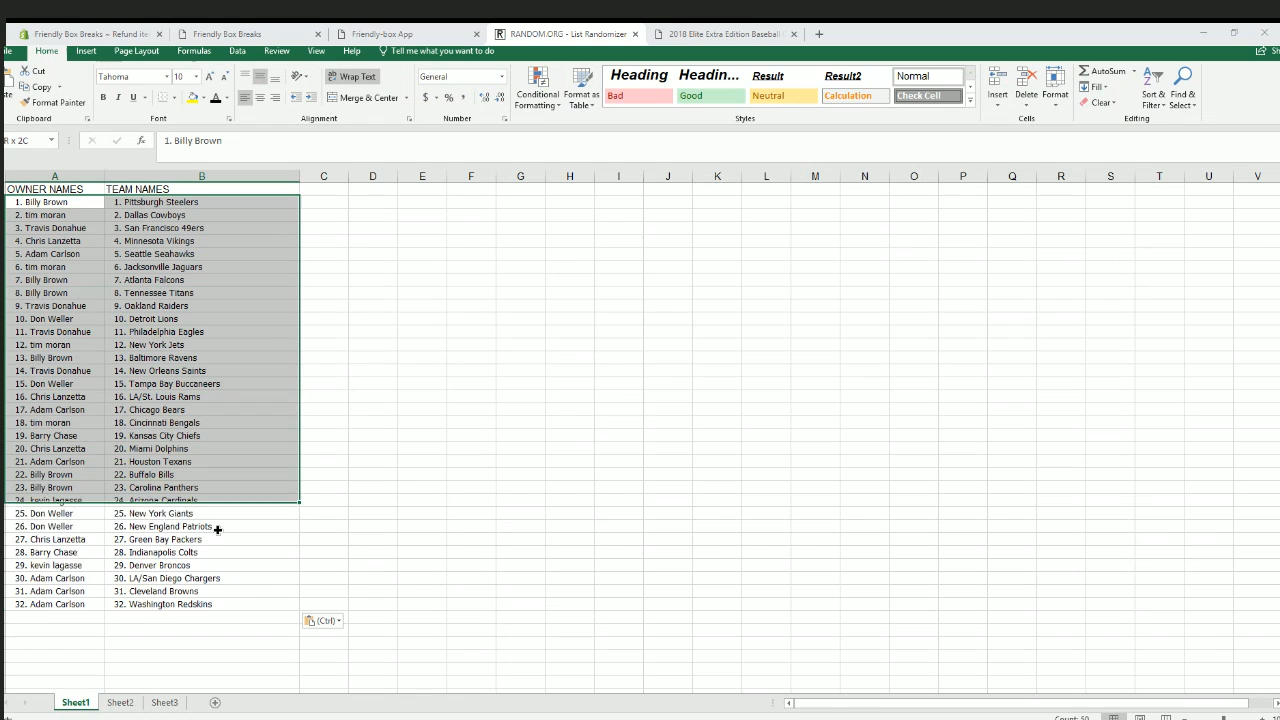 Friendly Box Breaks ~ Refund ite
Friendly Box Breaks
Friendly-box App
RANDOM.ORG - List Randomizer
2018 Elite Extra Edition Baseball
Home Insert Page Layout Formulas Data Review View Help Tell me what you want to do
Cut
Copy
Format Painter
Clipboard
Tahoma 10
B I U
Font
Wrap Text
Merge & Center
Alignment
General
$ % ,
Number
Conditional Formatting
Format as Table
Heading Headin... Result Result2 Normal
Bad Good Neutral Calculation Check Cell
Styles
Insert Delete Format
Cells
AutoSum
Fill
Clear
Sort & Filter
Find & Select
Editing
R x 2C
fx
1. Billy Brown
A B C D E F G H I J K L M N O P Q R S T U V
OWNER NAMES TEAM NAMES
1. Billy Brown 1. Pittsburgh Steelers
2. tim moran 2. Dallas Cowboys
3. Travis Donahue 3. San Francisco 49ers
4. Chris Lanzetta 4. Minnesota Vikings
5. Adam Carlson 5. Seattle Seahawks
6. tim moran 6. Jacksonville Jaguars
7. Billy Brown 7. Atlanta Falcons
8. Billy Brown 8. Tennessee Titans
9. Travis Donahue 9. Oakland Raiders
10. Don Weller 10. Detroit Lions
11. Travis Donahue 11. Philadelphia Eagles
12. tim moran 12. New York Jets
13. Billy Brown 13. Baltimore Ravens
14. Travis Donahue 14. New Orleans Saints
15. Don Weller 15. Tampa Bay Buccaneers
16. Chris Lanzetta 16. LA/St. Louis Rams
17. Adam Carlson 17. Chicago Bears
18. tim moran 18. Cincinnati Bengals
19. Barry Chase 19. Kansas City Chiefs
20. Chris Lanzetta 20. Miami Dolphins
21. Adam Carlson 21. Houston Texans
22. Billy Brown 22. Buffalo Bills
23. Billy Brown 23. Carolina Panthers
24. kevin lagasse 24. Arizona Cardinals
25. Don Weller 25. New York Giants
26. Don Weller 26. New England Patriots
27. Chris Lanzetta 27. Green Bay Packers
28. Barry Chase 28. Indianapolis Colts
29. kevin lagasse 29. Denver Broncos
30. Adam Carlson 30. LA/San Diego Chargers
31. Adam Carlson 31. Cleveland Browns
32. Adam Carlson 32. Washington Redskins
(Ctrl)
Sheet1 Sheet2 Sheet3
Count: 50